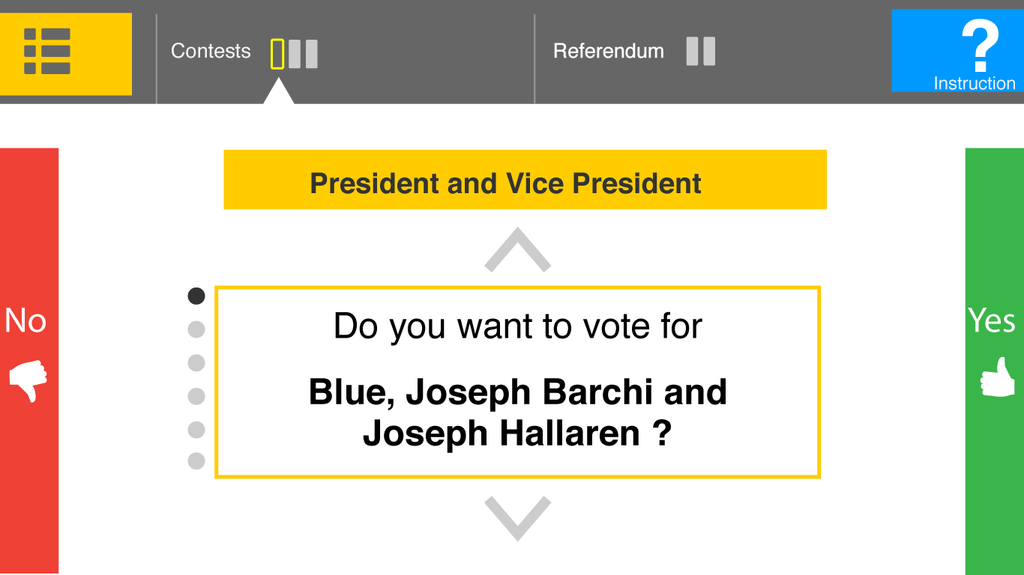 Contests
Referendum
Instruction
President and Vice President
No
Do you want to vote for
Blue, Joseph Barchi and
Joseph Hallaren ?
Yes